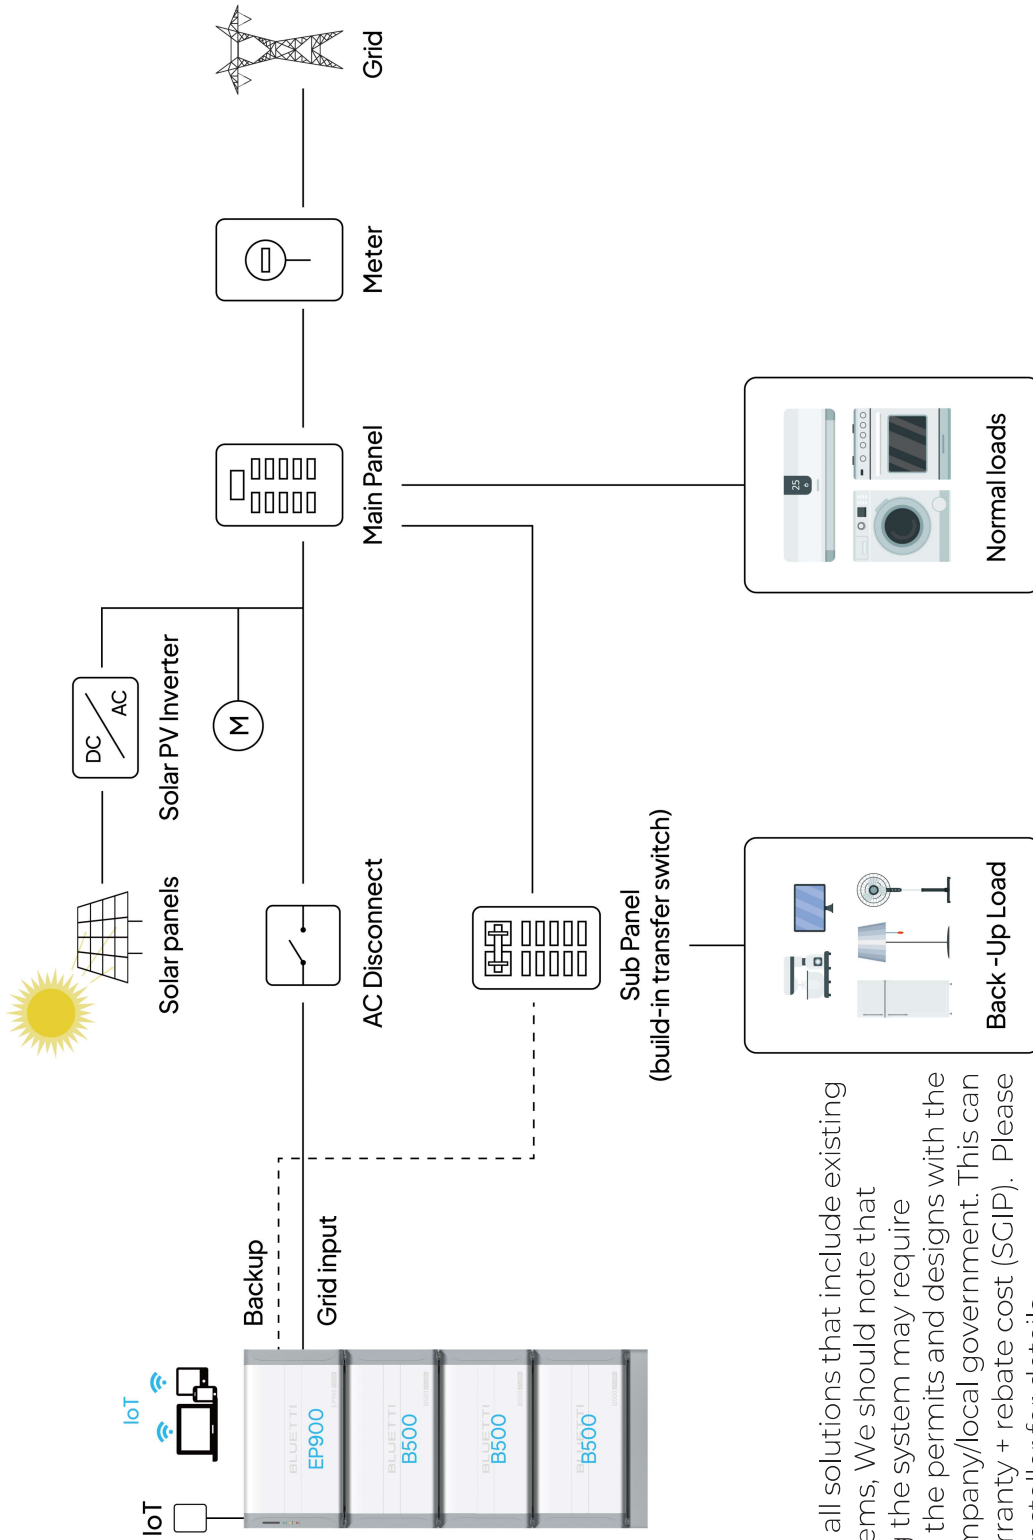 IoT
IoT
BLUETTI
EP900
BLUETTI
B500
BLUETTI
B500
BLUETTI
B500
Backup
Grid input
Solar panels
DC
AC
Solar PV Inverter
M
AC Disconnect
Main Panel
Meter
Grid
Sub Panel
(build-in transfer switch)
25
Back -Up Load
Normal loads
all solutions that include existing
ems, We should note that
the system may require
the permits and designs with the
mpany/local government. This can
rranty + rebate cost (SGIP). Please
for details